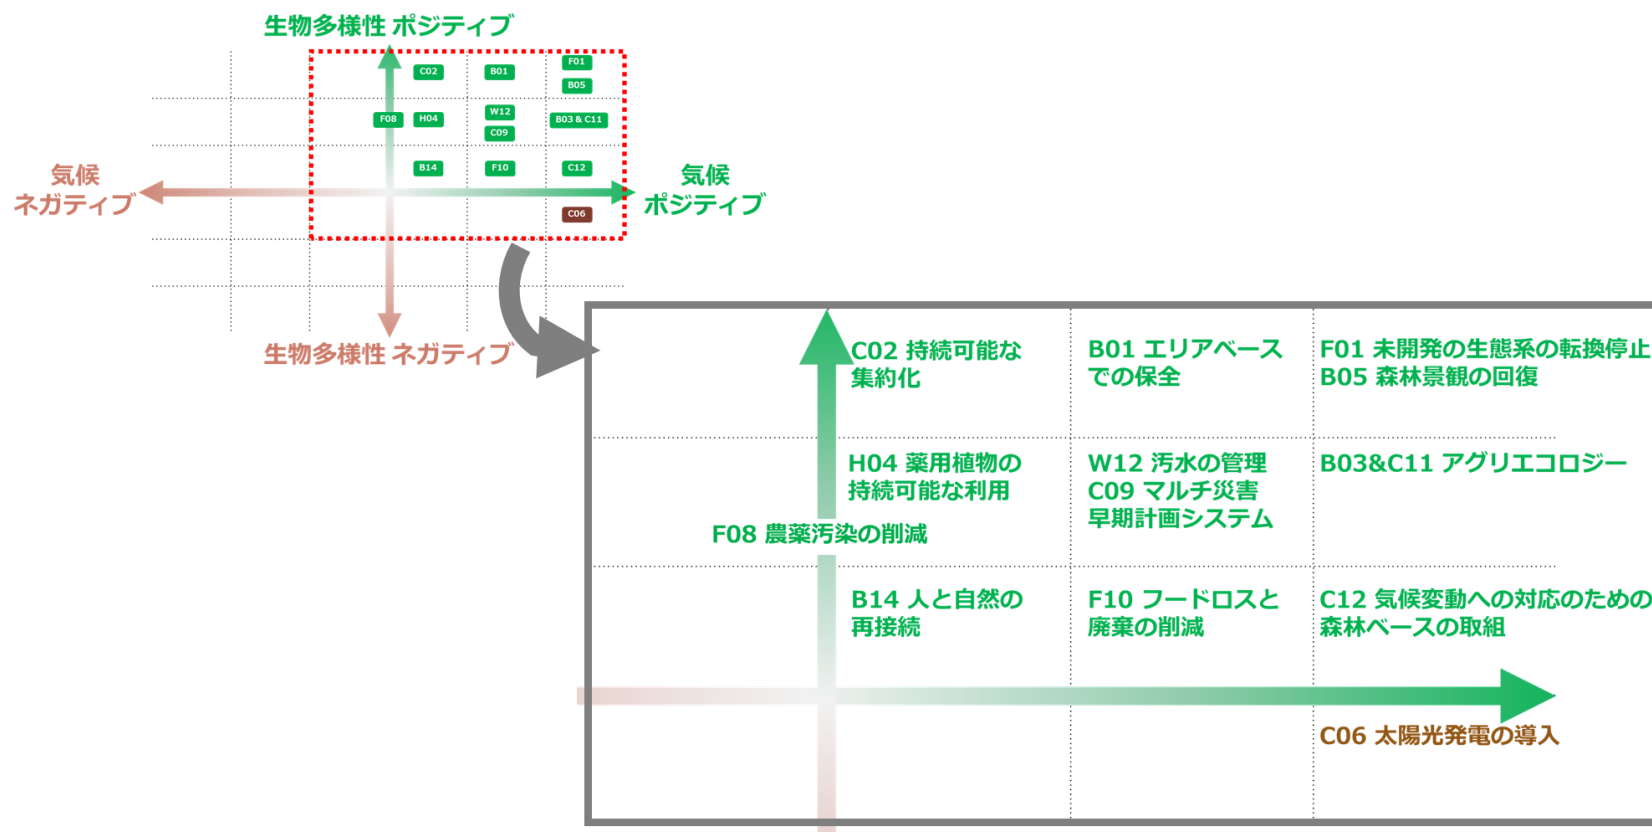 生物多様性 ポジティブ
C02
B01
F01
B05
F08
H04
W12
C09
B03 & C11
B14
F10
C12
気候
ネガティブ
気候
ポジティブ
C06
生物多様性 ネガティブ
C02 持続可能な
集約化
B01 エリアベース
での保全
F01 未開発の生態系の転換停止
B05 森林景観の回復
H04 薬用植物の
持続可能な利用
W12 汚水の管理
C09 マルチ災害
早期計画システム
B03&C11 アグリエコロジー
F08 農薬汚染の削減
B14 人と自然の
再接続
F10 フードロスと
廃棄の削減
C12 気候変動への対応のための
森林ベースの取組
C06 太陽光発電の導入